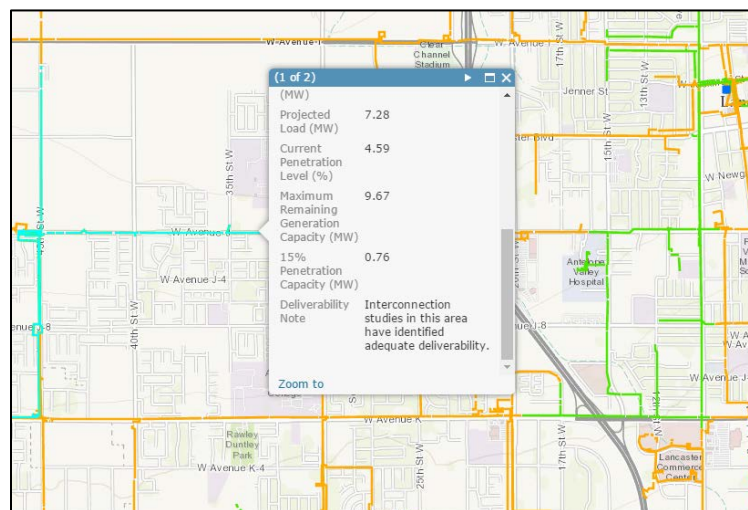 W-Avenue-I
Clear
Channel
Stadium
W Avenue I
17th St W
13th St W
Jenner St
(1 of 2)
(MW)
Projected
Load (MW)
7.28
Current
Penetration
Level (%)
4.59
Maximum
Remaining
Generation
Capacity (MW)
9.67
15%
Penetration
Capacity (MW)
0.76
Deliverability
Note
Interconnection
studies in this area
have identified
adequate deliverability.
Zoom to
35th St W
15th St W
W Newg
45th-St-W
W Avenue J-4
40th St W
Antelope
Valley
Hospital
W Av
W Avenue J-
W Avenue K
Rawley
Duntley
Park
25th St W
17th St W
W Avenue K-4
Lancaster
Commerce
Center